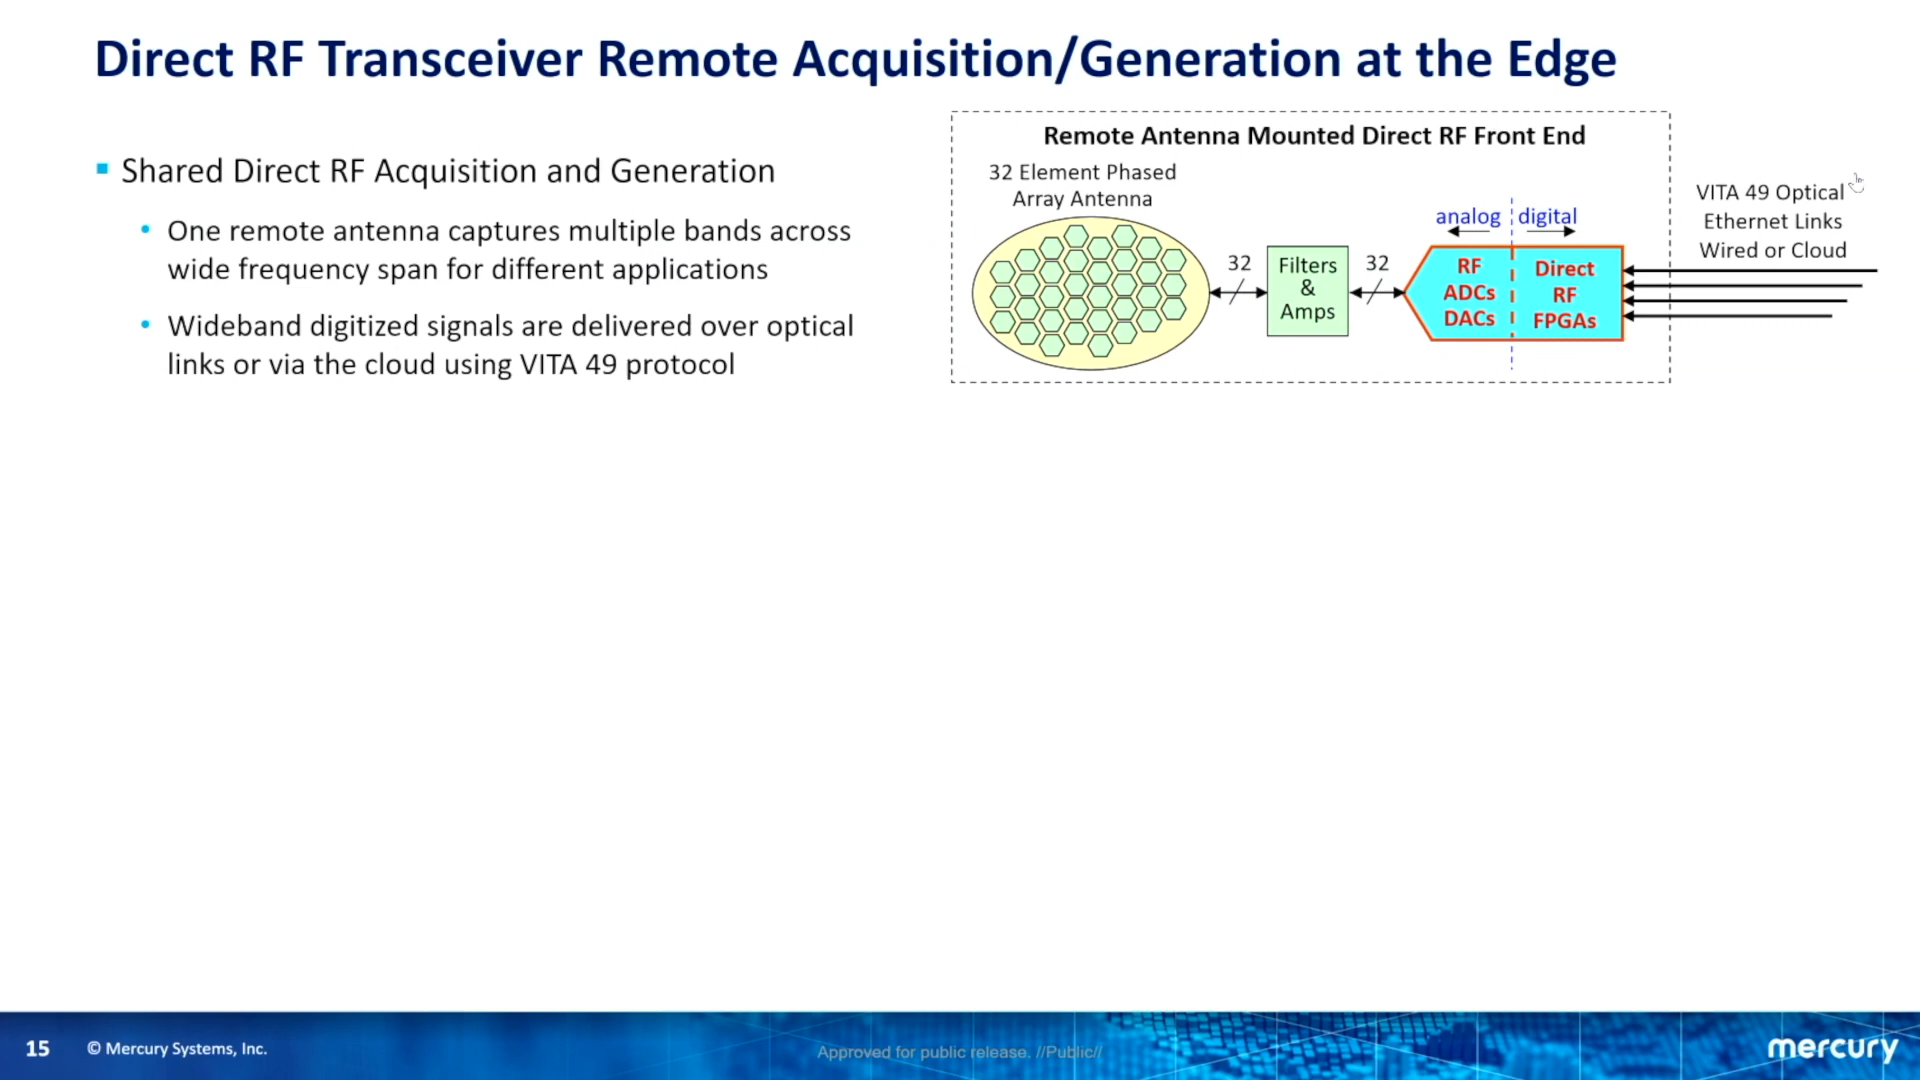 Direct RF Transceiver Remote Acquisition/Generation at the Edge
Shared Direct RF Acquisition and Generation
One remote antenna captures multiple bands across
wide frequency span for different applications
Wideband digitized signals are delivered over optical
links or via the cloud using VITA 49 protocol
Remote Antenna Mounted Direct RF Front End
32 Element Phased
Array Antenna
32
Filters
&
Amps
32
analog
digital
RF
ADCs
DACs
Direct
RF
FPGAs
VITA 49 Optical
Ethernet Links
Wired or Cloud
15
© Mercury Systems, Inc.
Approved for public release. //Public//
mercury